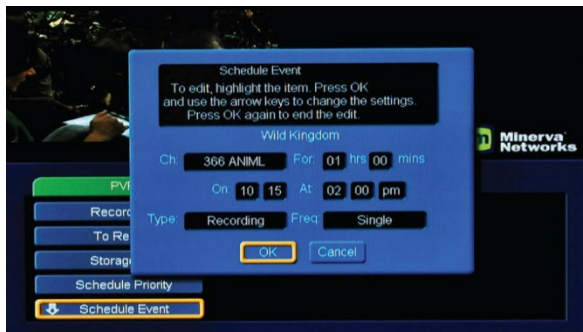 Schedule Event
To edit, highlight the item. Press OK
and use the arrow keys to change the settings.
Press OK again to end the edit.
Wild Kingdom
Ch: 366 ANIML For: 01 hrs 00 mins
On 10 15 At: 02 00 pm
Type: Recording Freq: Single
OK Cancel
Minerva
Networks
To Re
Schedule Priority
Schedule Event